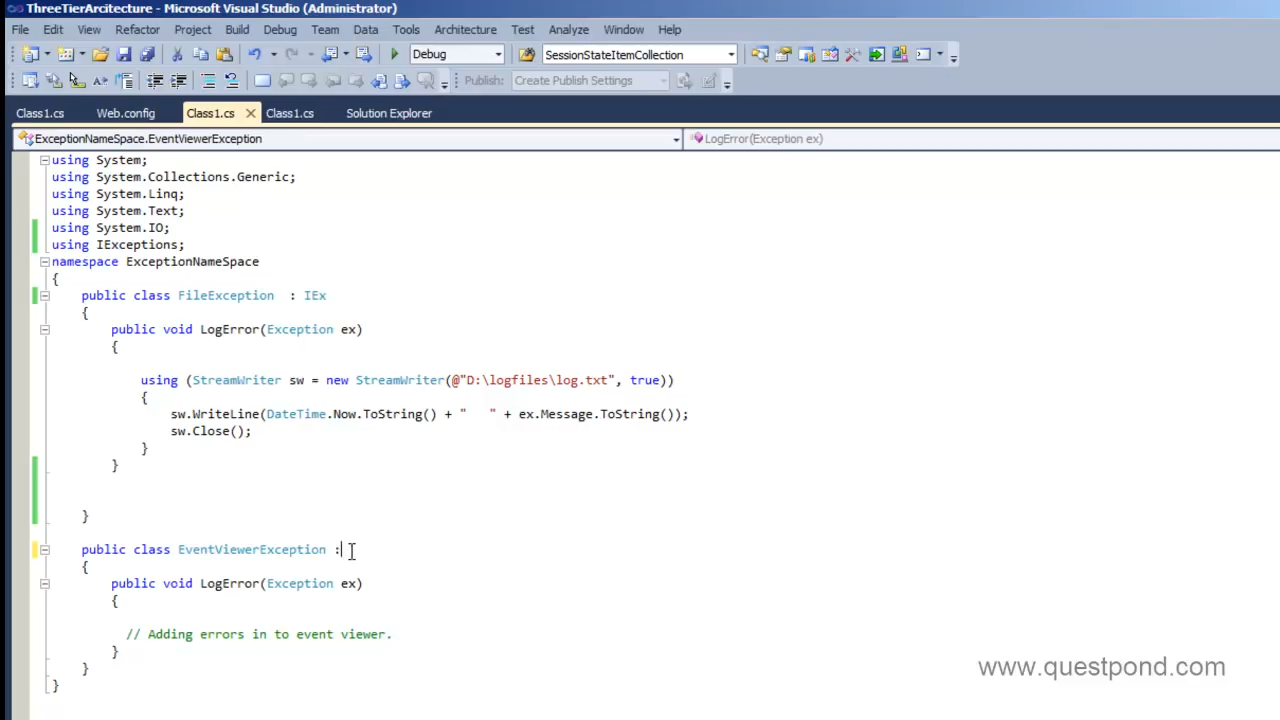 ThreeTierArcitecture - Microsoft Visual Studio (Administrator)
File Edit View Refactor Project Build Debug Team Data Tools Architecture Test Analyze Window Help
Debug SessionStateItemCollection
Publish: Create Publish Settings
Class1.cs Web.config Class1.cs Class1.cs Solution Explorer
ExceptionNameSpace.EventViewerException LogError(Exception ex)
using System;
using System.Collections.Generic;
using System.Linq;
using System.Text;
using System.IO;
using IExceptions;
namespace ExceptionNameSpace
{
public class FileException : IEx
{
public void LogError(Exception ex)
{
using (StreamWriter sw = new StreamWriter(@"D:\logfiles\log.txt", true))
{
sw.WriteLine(DateTime.Now.ToString() + "   " + ex.Message.ToString());
sw.Close();
}
}
}
public class EventViewerException :
{
public void LogError(Exception ex)
{
// Adding errors in to event viewer.
}
}
}
www.questpond.com